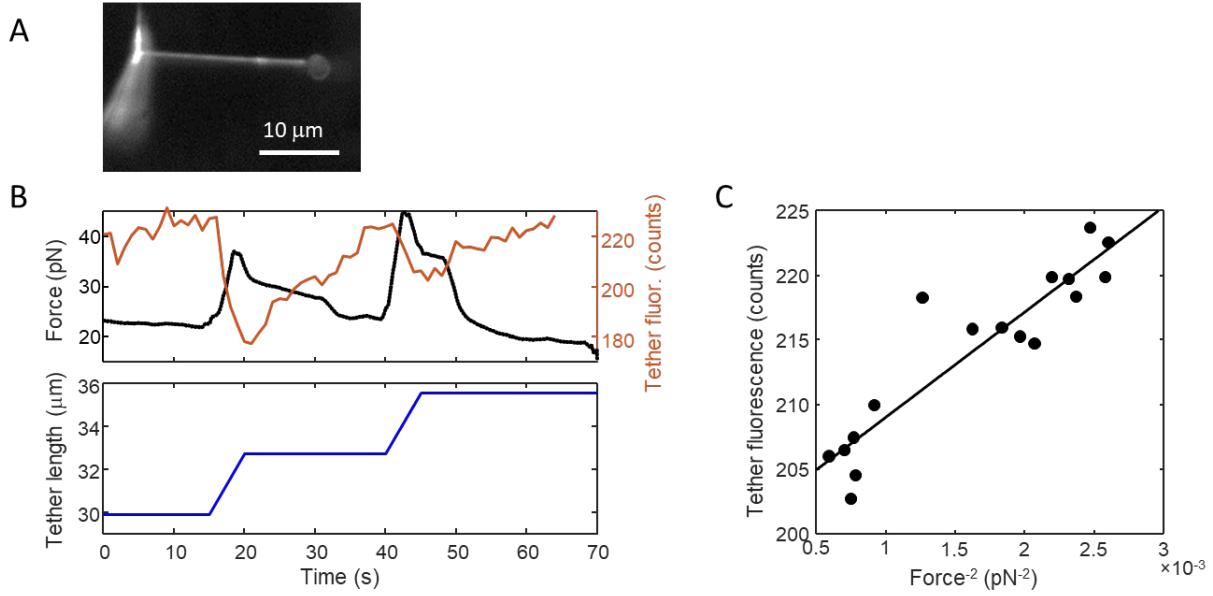 A
10 μm
B
Force (pN)
40
30
20
220
200
180
Tether fluor. (counts)
Tether length (μm)
36
34
32
30
0 10 20 30 40 50 60 70
Time (s)
C
Tether fluorescence (counts)
225
220
215
210
205
200
0.5 1.5 2 2.5 3
×10⁻³
Force⁻² (pN⁻²)